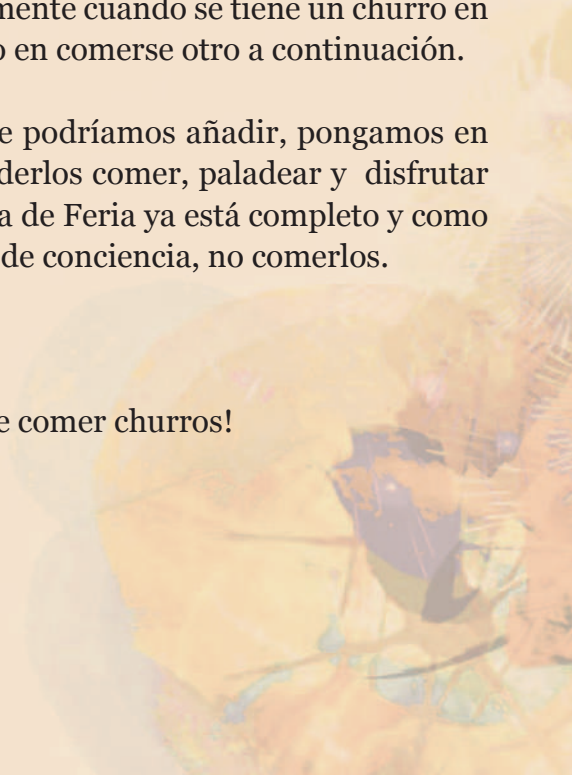 mente cuando se tiene un churro en
o en comerse otro a continuación.
e podríamos añadir, pongamos en
derlos comer, paladear y disfrutar
a de Feria ya está completo y como
de conciencia, no comerlos.
e comer churros!